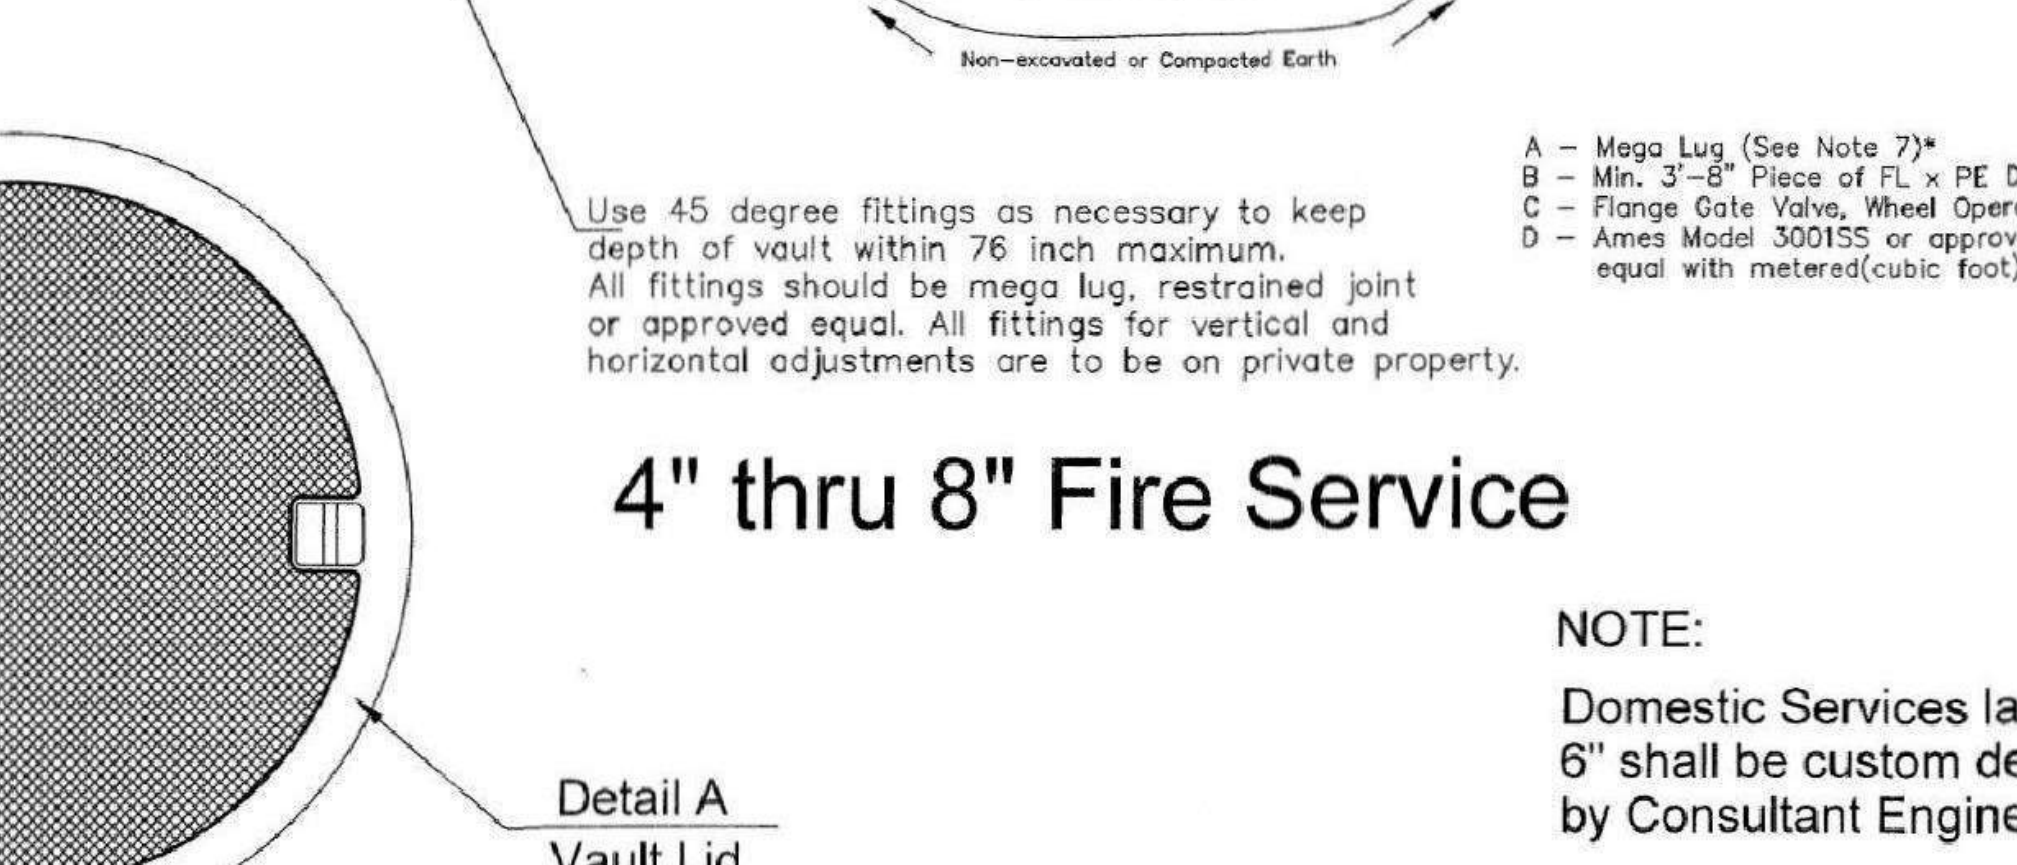 Non-excavated or Compacted Earth
A - Mega Lug (See Note 7)*
B - Min. 3'-8" Piece of FL x PE
C - Flange Gate Valve, Wheel
D - Ames Model 3001SS or
equal with metered(cubic foot)
Use 45 degree fittings as necessary to keep
depth of vault within 76 inch maximum.
All fittings should be mega lug, restrained joint
or approved equal. All fittings for vertical and
horizontal adjustments are to be on private property.
4" thru 8" Fire Service
NOTE:
Domestic Services
6" shall be custom
by Consultant
Detail A
Vault Lid